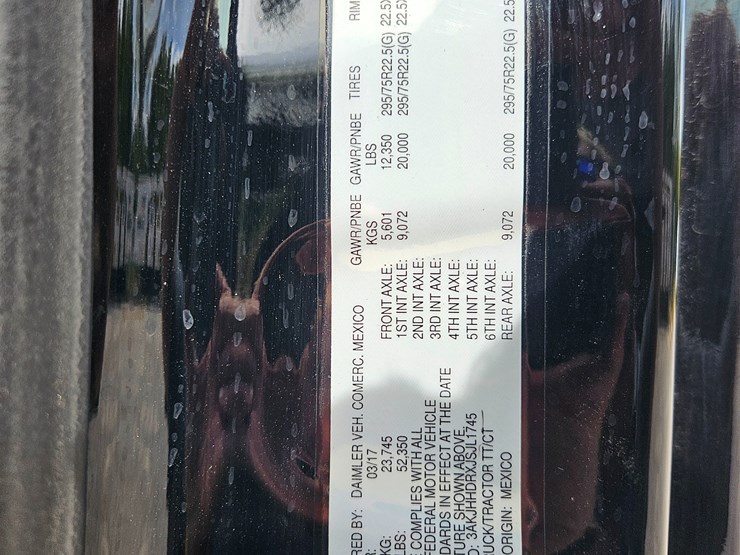 RED BY: DAIMLER VEH. COMERC. MEXICO GAWR/PNBE GAWR/PNBE TIRES RIM
R: 03/17 KGS LBS
KG: 23,745 FRONT AXLE: 5,601 12,350 295/75R22.5(G) 22.5X
LBS: 52,350 1ST INT AXLE: 9,072 20,000 295/75R22.5(G) 22.5X
COMPLIES WITH ALL 2ND INT AXLE:
FEDERAL MOTOR VEHICLE 3RD INT AXLE:
DARDS IN EFFECT AT THE DATE 4TH INT AXLE:
TURE SHOWN ABOVE. 5TH INT AXLE:
O: 3AKJHHDRXJSJL1745 6TH INT AXLE:
UCK/TRACTOR TT/CT REAR AXLE: 9,072 20,000 295/75R22.5(G) 22.5
ORIGIN: MEXICO